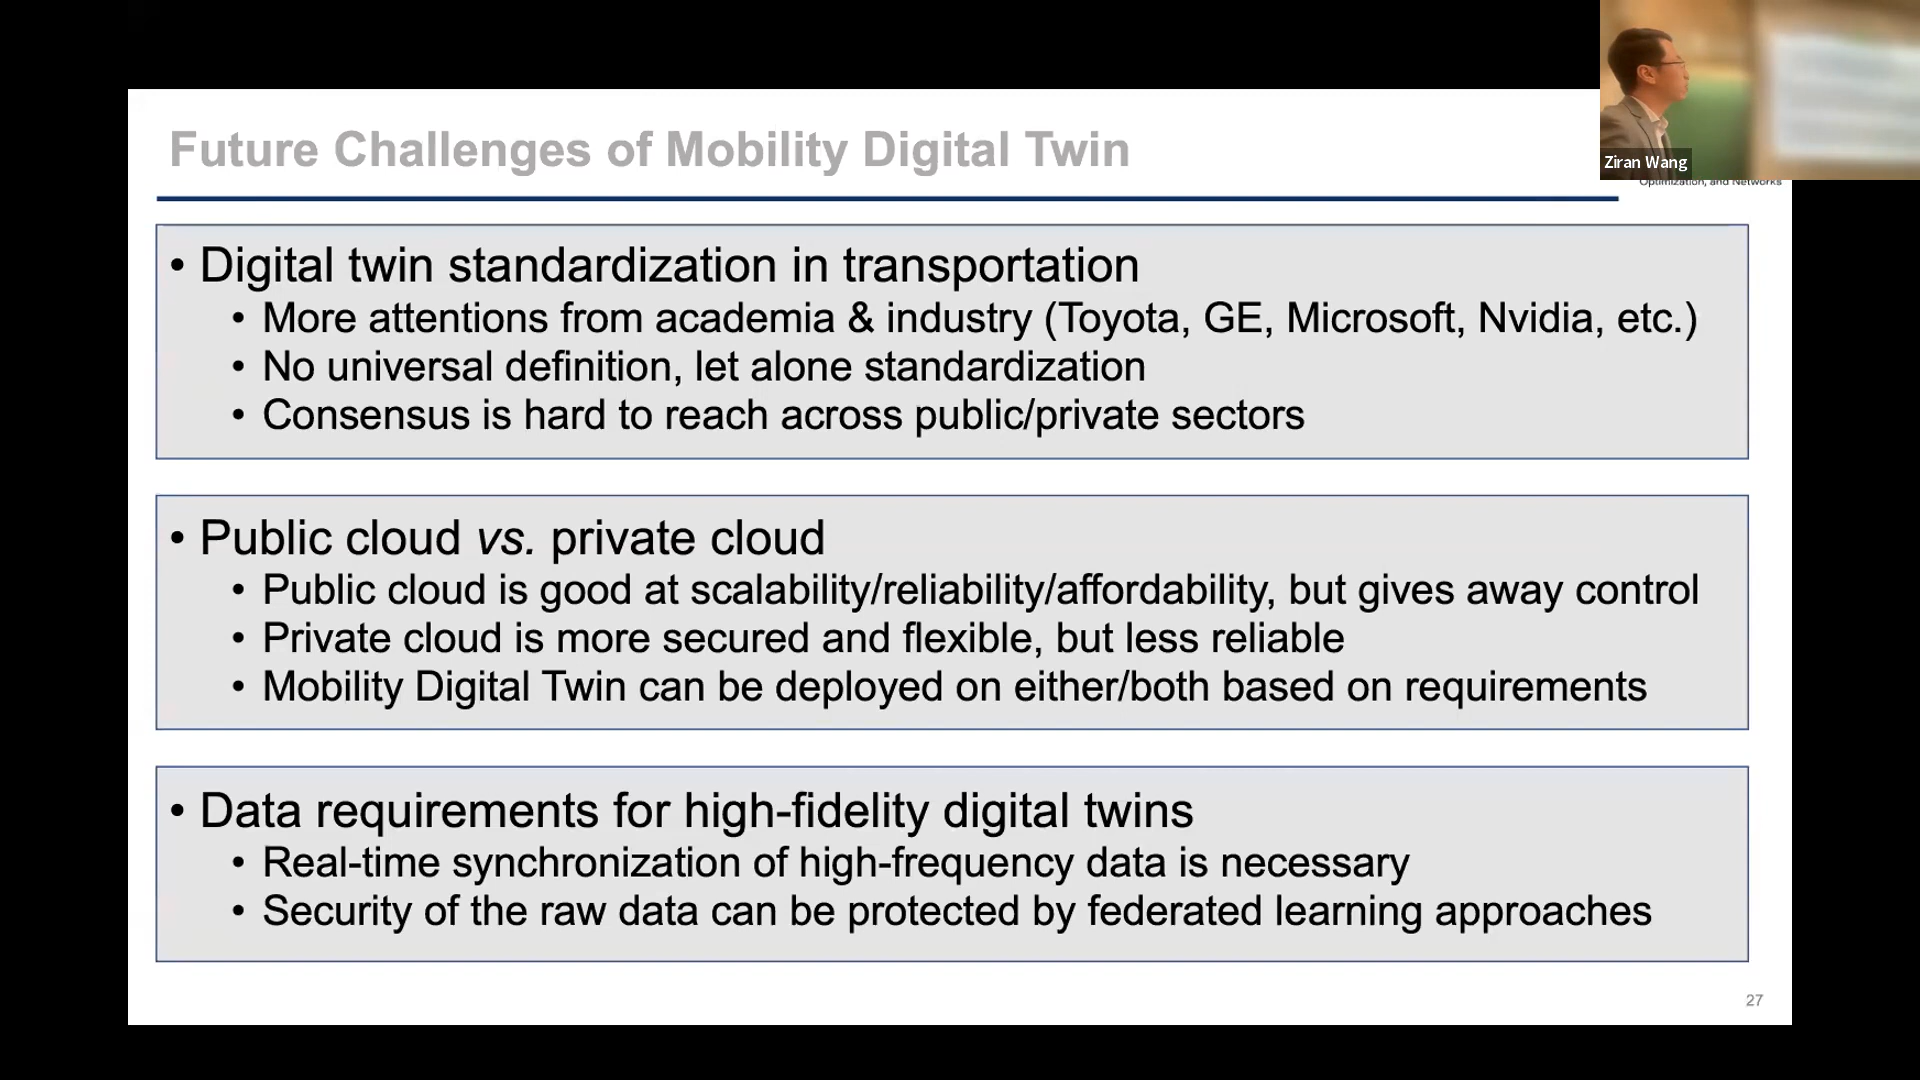 Future Challenges of Mobility Digital Twin
Ziran Wang
Optimization, and Networks
• Digital twin standardization in transportation
• More attentions from academia & industry (Toyota, GE, Microsoft, Nvidia, etc.)
• No universal definition, let alone standardization
• Consensus is hard to reach across public/private sectors
• Public cloud vs. private cloud
• Public cloud is good at scalability/reliability/affordability, but gives away control
• Private cloud is more secured and flexible, but less reliable
• Mobility Digital Twin can be deployed on either/both based on requirements
• Data requirements for high-fidelity digital twins
• Real-time synchronization of high-frequency data is necessary
• Security of the raw data can be protected by federated learning approaches
27